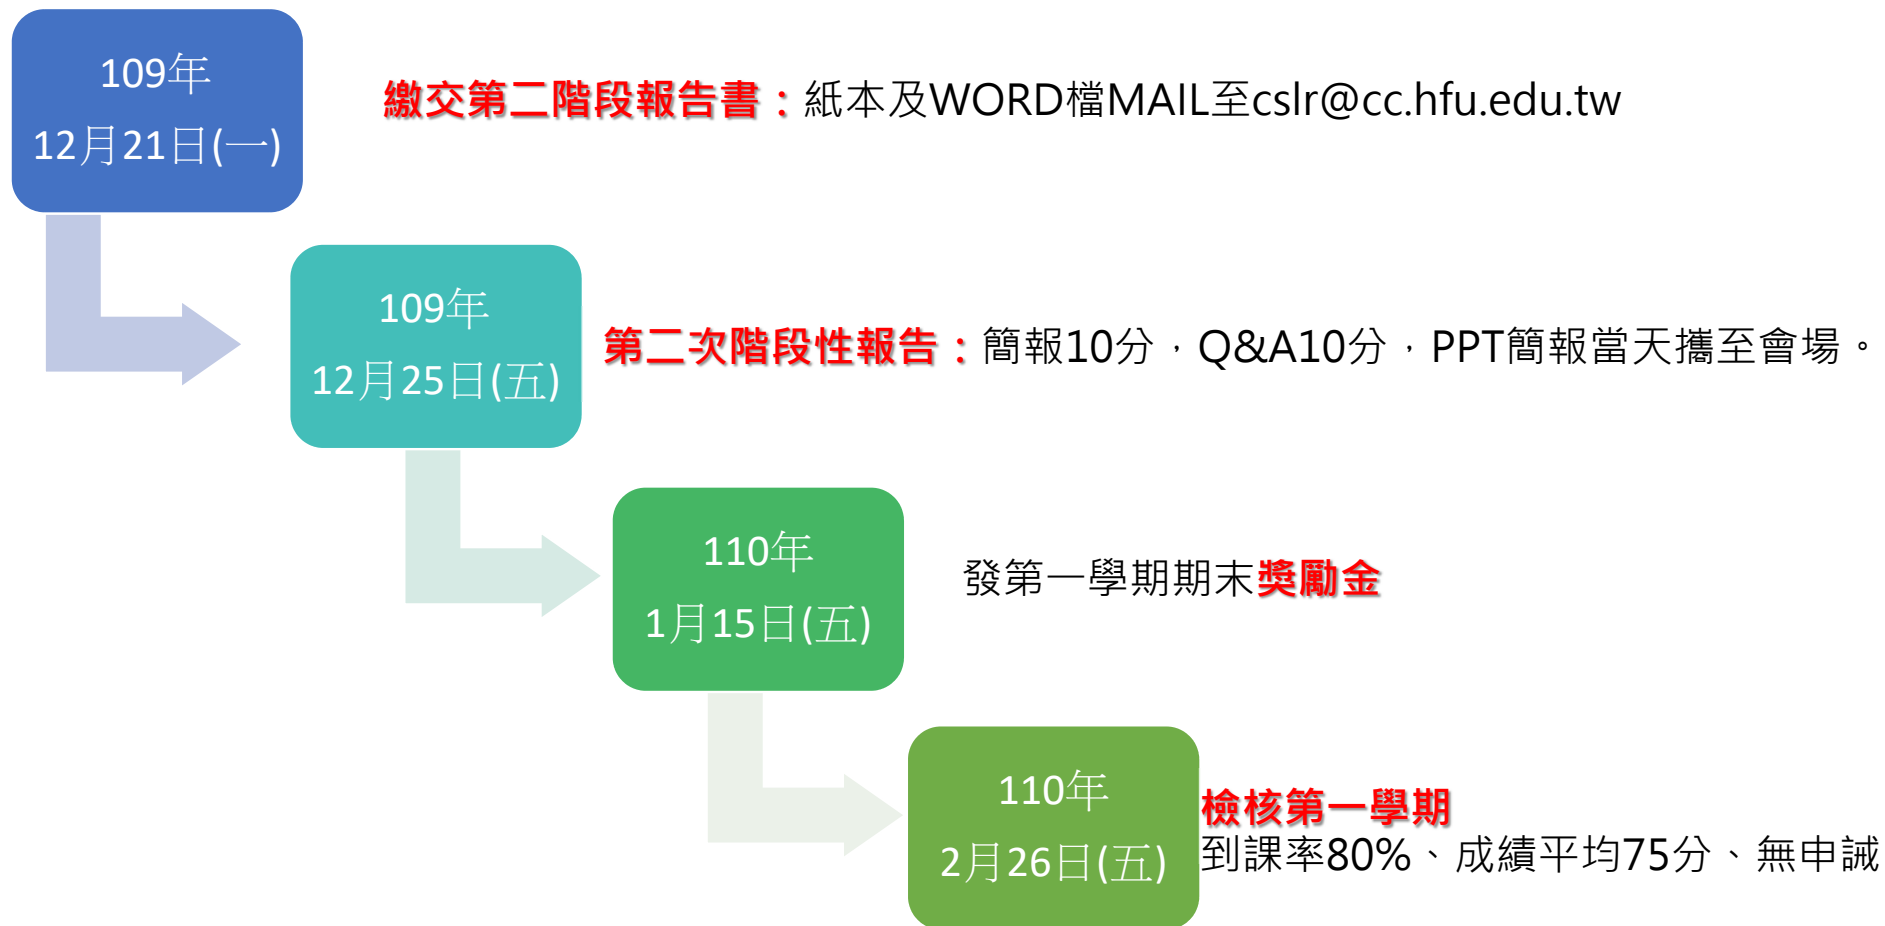 109年
12月21日(一)
繳交第二階段報告書：紙本及WORD檔MAIL至cslr@cc.hfu.edu.tw
109年
12月25日(五)
第二次階段性報告：簡報10分，Q&A10分，PPT簡報當天攜至會場。
110年
1月15日(五)
發第一學期期末獎勵金
110年
2月26日(五)
檢核第一學期
到課率80%、成績平均75分、無申誡